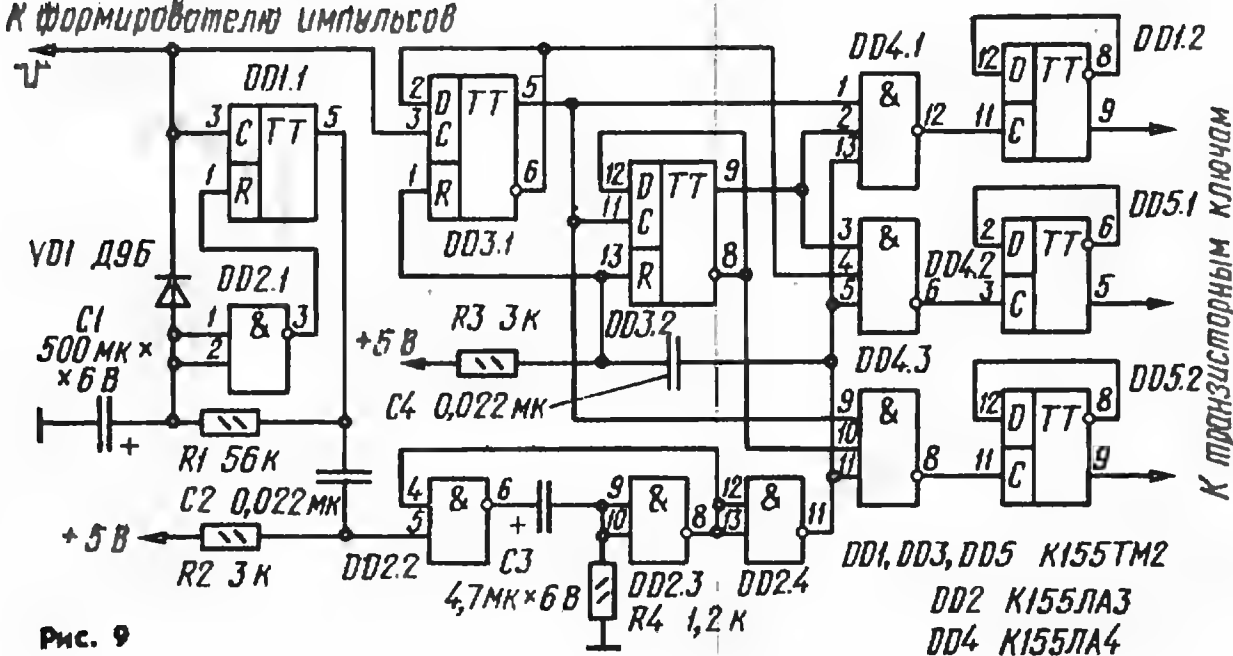 К формирователю импульсов
DD1.1
3 C ТТ 5
1 R
2 D ТТ 5
3 C
1 R 6
DD3.1
12 D ТТ 9
11 C
13 R 8
DD3.2
DD4.1
1 &
2 12
13
12 D ТТ 8 DD1.2
11 C 9
3 & DD4.2
4
5 6
2 D ТТ 6 DD5.1
3 C 5
DD4.3
9 &
10
11 8
12 D ТТ 8 DD5.2
11 C 9
К транзисторным ключам
VD1 Д9Б
DD2.1
1 & 3
2
C1
500 мк ×
× 6 В
+
R1 56 к
C2 0,022 мк
+5 В
R2 3 к
+5 В
R3 3 к
C4 0,022 мк
4 & 6
5
DD2.2
+ C3
4,7 мк × 6 В
9 & 8
10
DD2.3
R4 1,2 к
12 & 11
13
DD2.4
DD1, DD3, DD5 К155ТМ2
DD2 К155ЛА3
DD4 К155ЛА4
Рис. 9